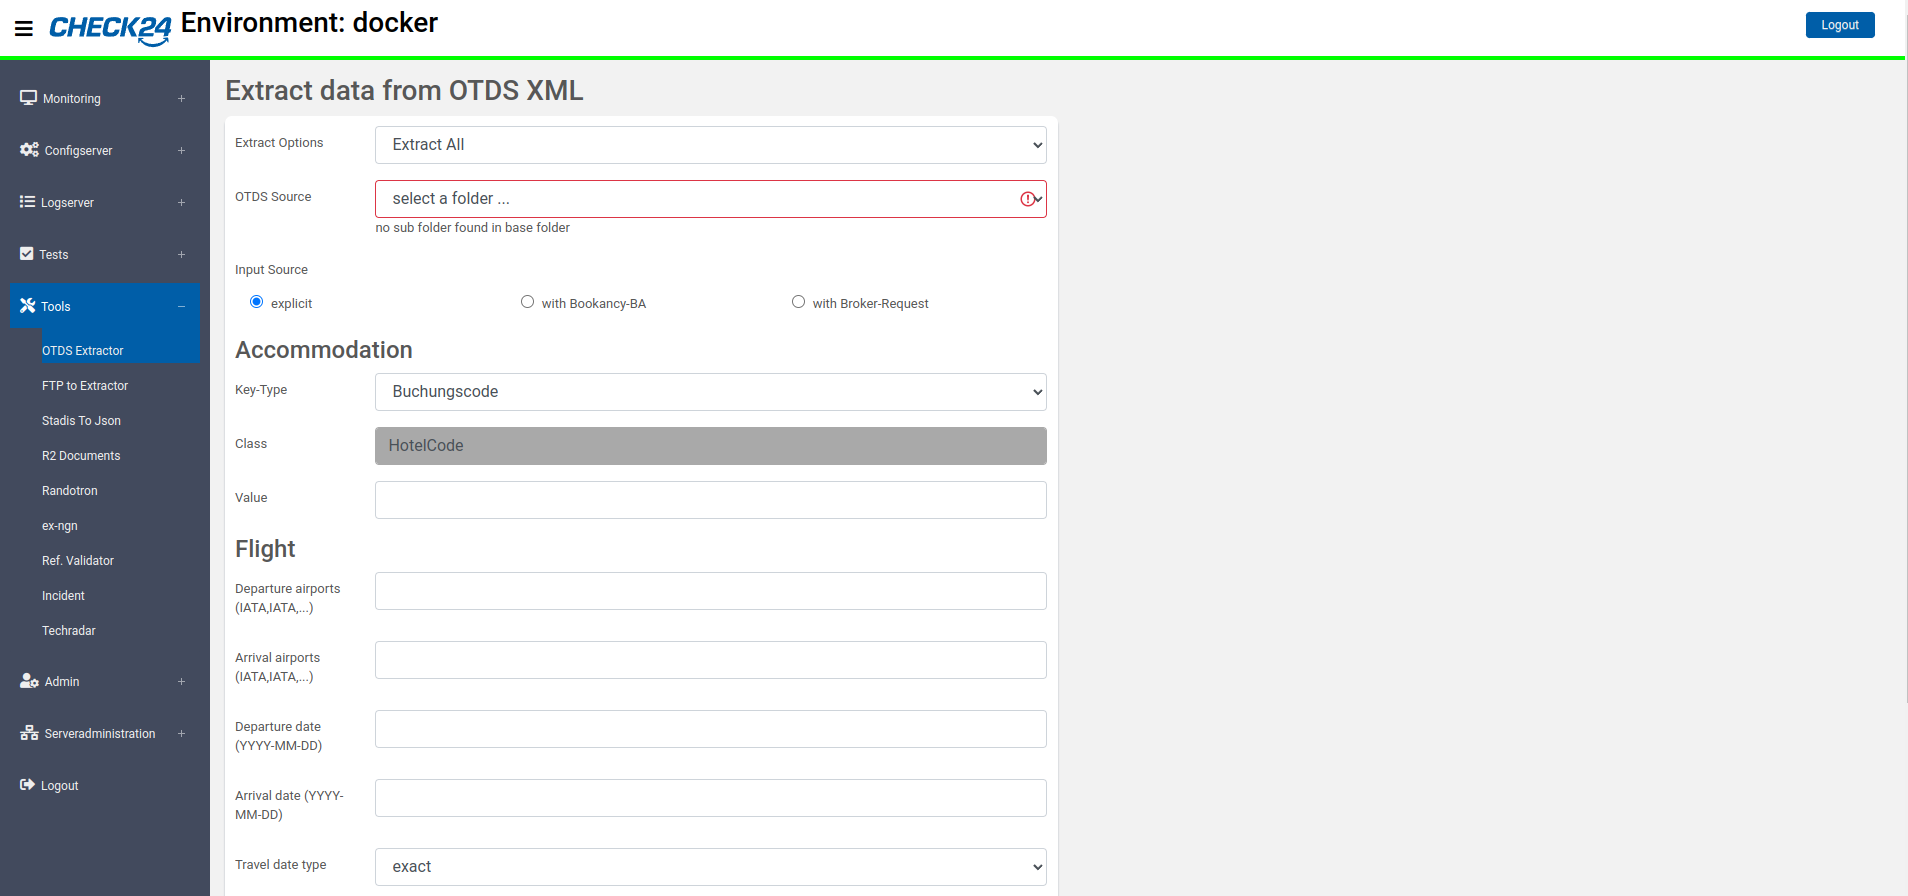 CHECK24 Environment: docker
Logout
Monitoring
Configserver
Logserver
Tests
Tools
OTDS Extractor
FTP to Extractor
Stadis To Json
R2 Documents
Randotron
ex-ngn
Ref. Validator
Incident
Techradar
Admin
Serveradministration
Logout
Extract data from OTDS XML
Extract Options
Extract All
OTDS Source
select a folder ...
no sub folder found in base folder
Input Source
explicit
with Bookancy-BA
with Broker-Request
Accommodation
Key-Type
Buchungscode
Class
HotelCode
Value
Flight
Departure airports
(IATA,IATA,...)
Arrival airports
(IATA,IATA,...)
Departure date
(YYYY-MM-DD)
Arrival date (YYYY-
MM-DD)
Travel date type
exact